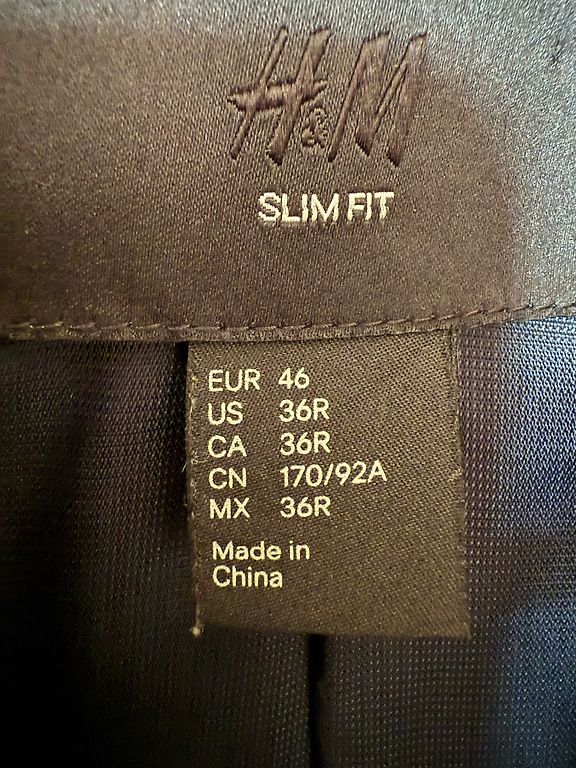 H&M
SLIM FIT
EUR 46
US 36R
CA 36R
CN 170/92A
MX 36R
Made in
China